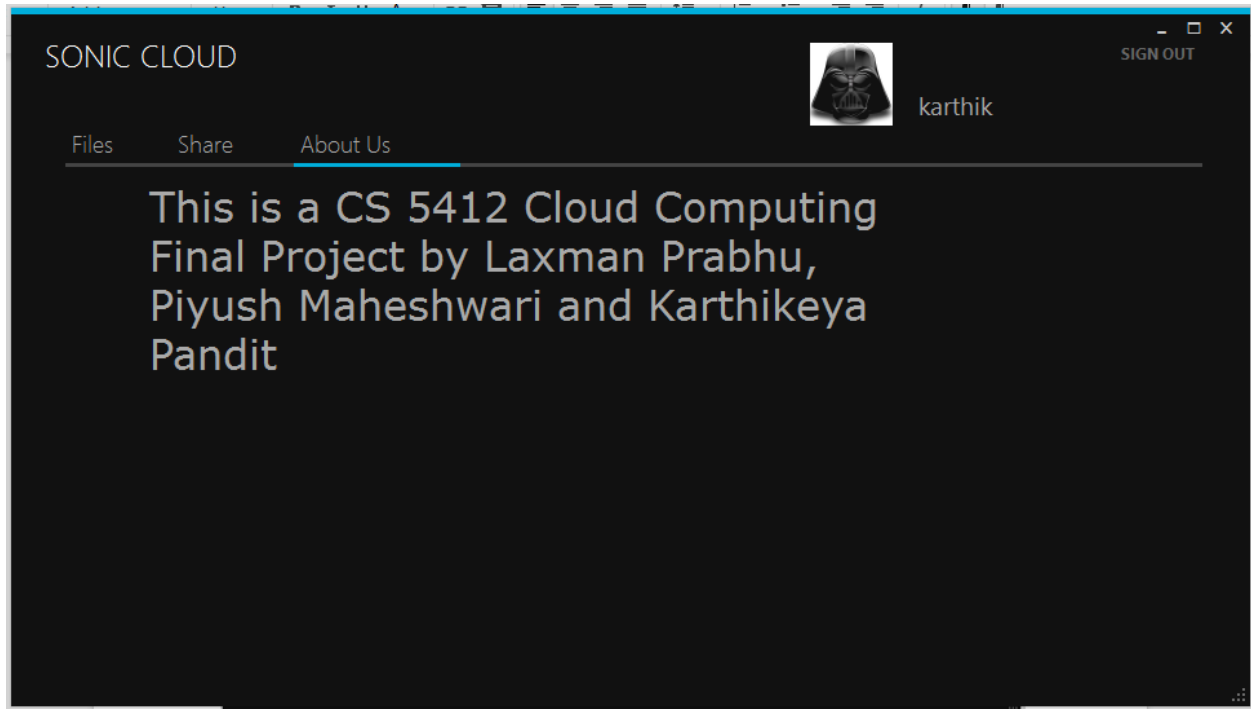 SONIC CLOUD
SIGN OUT
karthik
Files Share About Us
This is a CS 5412 Cloud Computing
Final Project by Laxman Prabhu,
Piyush Maheshwari and Karthikeya
Pandit